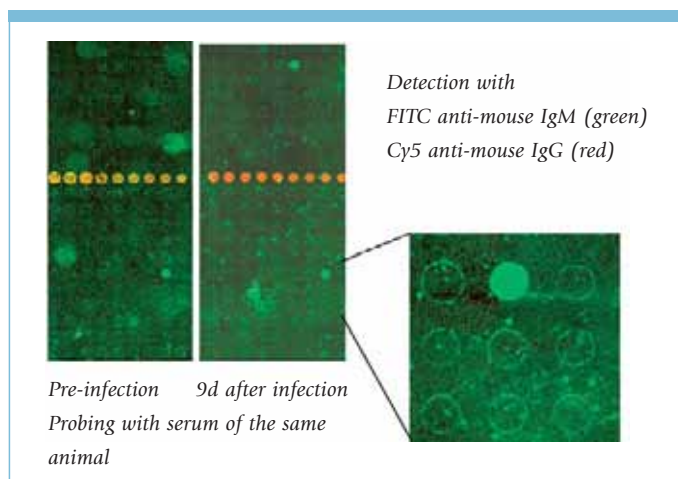 Detection with
FITC anti-mouse IgM (green)
Cy5 anti-mouse IgG (red)
Pre-infection 9d after infection
Probing with serum of the same
animal